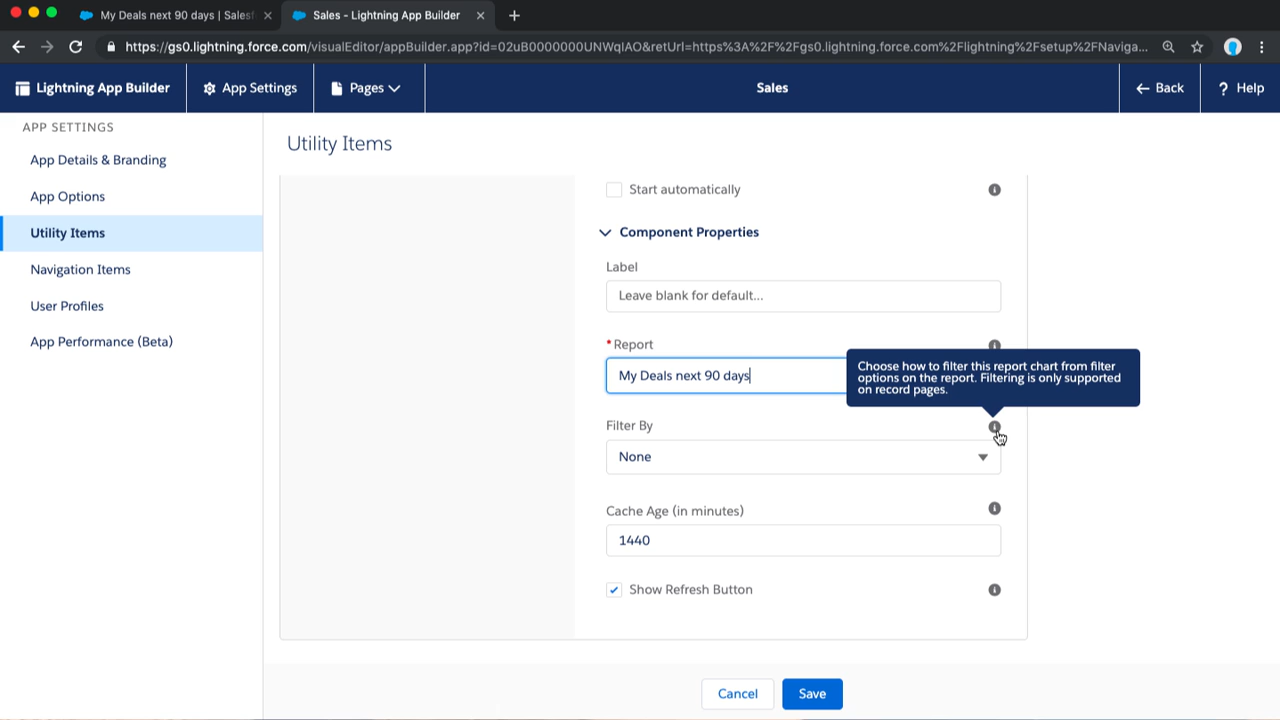 My Deals next 90 days | Salesf
Sales - Lightning App Builder
https://gs0.lightning.force.com/visualEditor/appBuilder.app?id=02uB0000000UNWqIAO&retUrl=https%3A%2F%2Fgs0.lightning.force.com%2Flightning%2Fsetup%2FNaviga...
Lightning App Builder
App Settings
Pages
Sales
Back
? Help
APP SETTINGS
App Details & Branding
App Options
Utility Items
Navigation Items
User Profiles
App Performance (Beta)
Utility Items
Start automatically
Component Properties
Label
Leave blank for default...
*Report
My Deals next 90 days
Choose how to filter this report chart from filter
options on the report. Filtering is only supported
on record pages.
Filter By
None
Cache Age (in minutes)
1440
Show Refresh Button
Cancel
Save